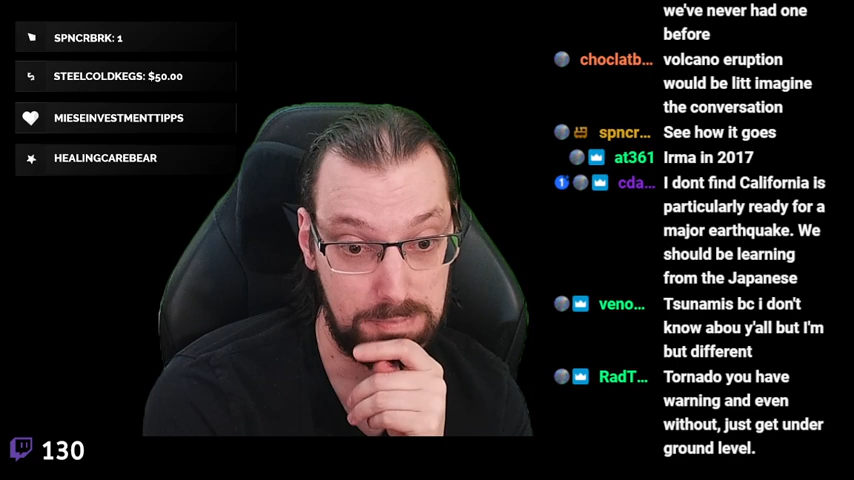 SPNCRBRK: 1
STEELCOLDKEGS: $50.00
MIESEINVESTMENTTIPPS
HEALINGCAREBEAR
130
we've never had one
before
choclatb... volcano eruption
would be litt imagine
the conversation
spncr... See how it goes
at361 Irma in 2017
1 cda... I dont find California is
particularly ready for a
major earthquake. We
should be learning
from the Japanese
veno... Tsunamis bc i don't
know abou y'all but I'm
but different
RadT... Tornado you have
warning and even
without, just get under
ground level.